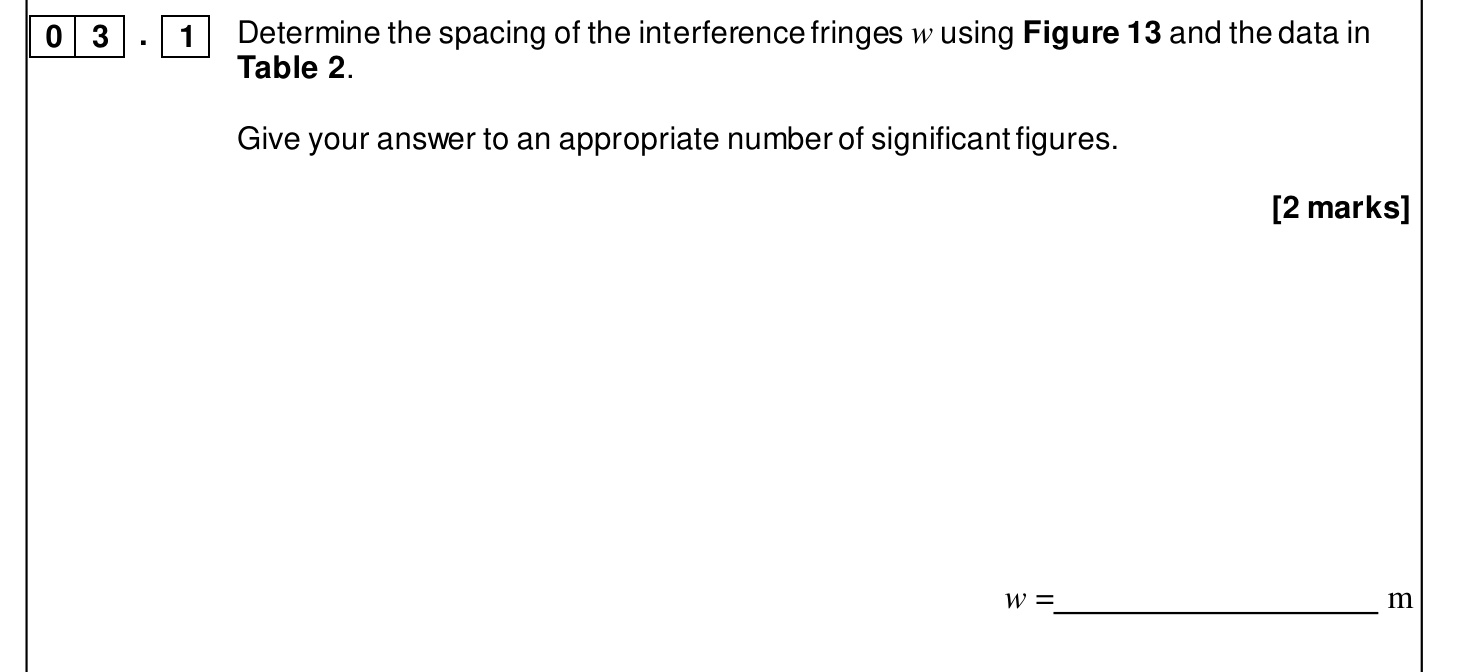 0 3 . 1 Determine the spacing of the interference fringes w using Figure 13 and the data in
Table 2.
Give your answer to an appropriate number of significant figures.
[2 marks]
w = m